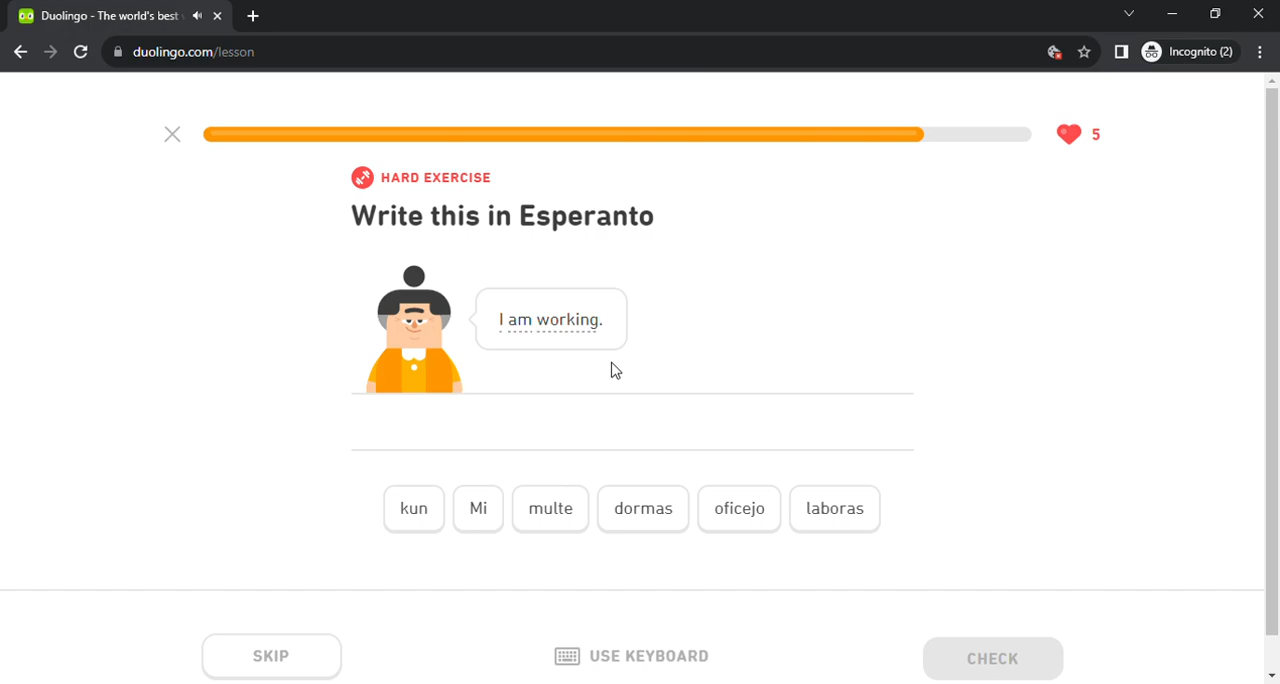 Duolingo - The world's best
duolingo.com/lesson
Incognito (2)
5
HARD EXERCISE
Write this in Esperanto
I am working.
kun Mi multe dormas oficejo laboras
SKIP USE KEYBOARD CHECK